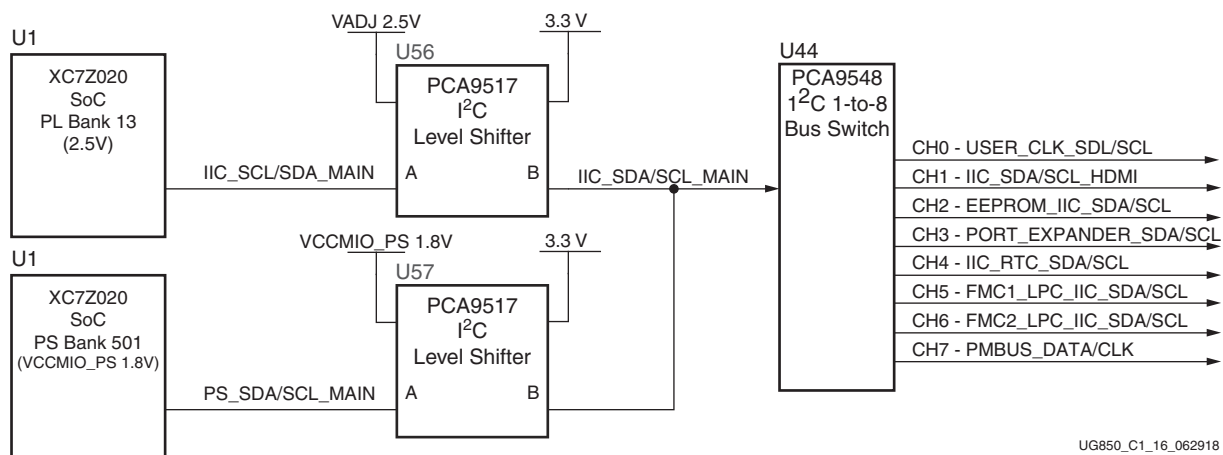 VADJ 2.5V
3.3 V
U1
U56
U44
XC7Z020
SoC
PL Bank 13
(2.5V)
PCA9517
I2C
Level Shifter
PCA9548
12C 1-to-8
Bus Switch
IIC_SCL/SDA_MAIN
A
B
IIC_SDA/SCL_MAIN
CH0 - USER_CLK_SDL/SCL
CH1 - IIC_SDA/SCL_HDMI
CH2 - EEPROM_IIC_SDA/SCL
CH3 - PORT_EXPANDER_SDA/SCL
CH4 - IIC_RTC_SDA/SCL
CH5 - FMC1_LPC_IIC_SDA/SCL
CH6 - FMC2_LPC_IIC_SDA/SCL
CH7 - PMBUS_DATA/CLK
VCCMIO_PS 1.8V
3.3 V
U1
U57
XC7Z020
SoC
PS Bank 501
(VCCMIO_PS 1.8V)
PCA9517
I2C
Level Shifter
PS_SDA/SCL_MAIN
A
B
UG850_C1_16_062918